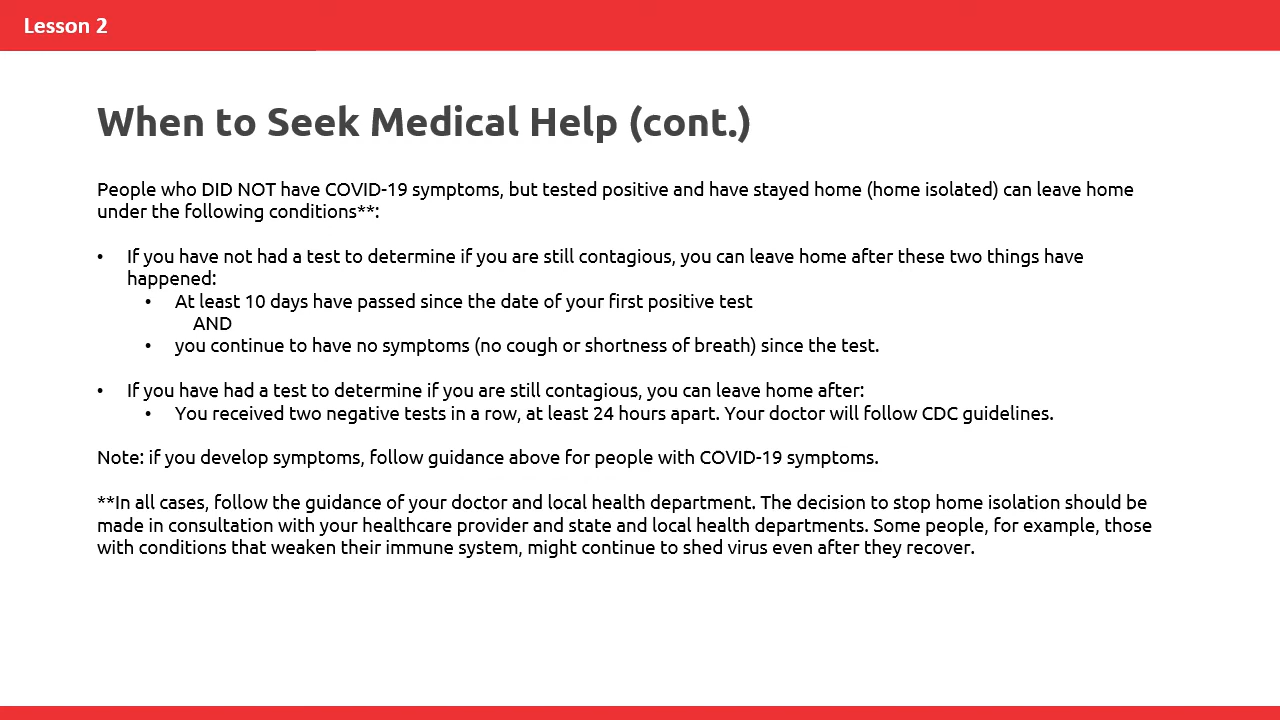 Lesson 2
When to Seek Medical Help (cont.)
People who DID NOT have COVID-19 symptoms, but tested positive and have stayed home (home isolated) can leave home
under the following conditions**:
• If you have not had a test to determine if you are still contagious, you can leave home after these two things have
happened:
• At least 10 days have passed since the date of your first positive test
AND
• you continue to have no symptoms (no cough or shortness of breath) since the test.
• If you have had a test to determine if you are still contagious, you can leave home after:
• You received two negative tests in a row, at least 24 hours apart. Your doctor will follow CDC guidelines.
Note: if you develop symptoms, follow guidance above for people with COVID-19 symptoms.
**In all cases, follow the guidance of your doctor and local health department. The decision to stop home isolation should be
made in consultation with your healthcare provider and state and local health departments. Some people, for example, those
with conditions that weaken their immune system, might continue to shed virus even after they recover.